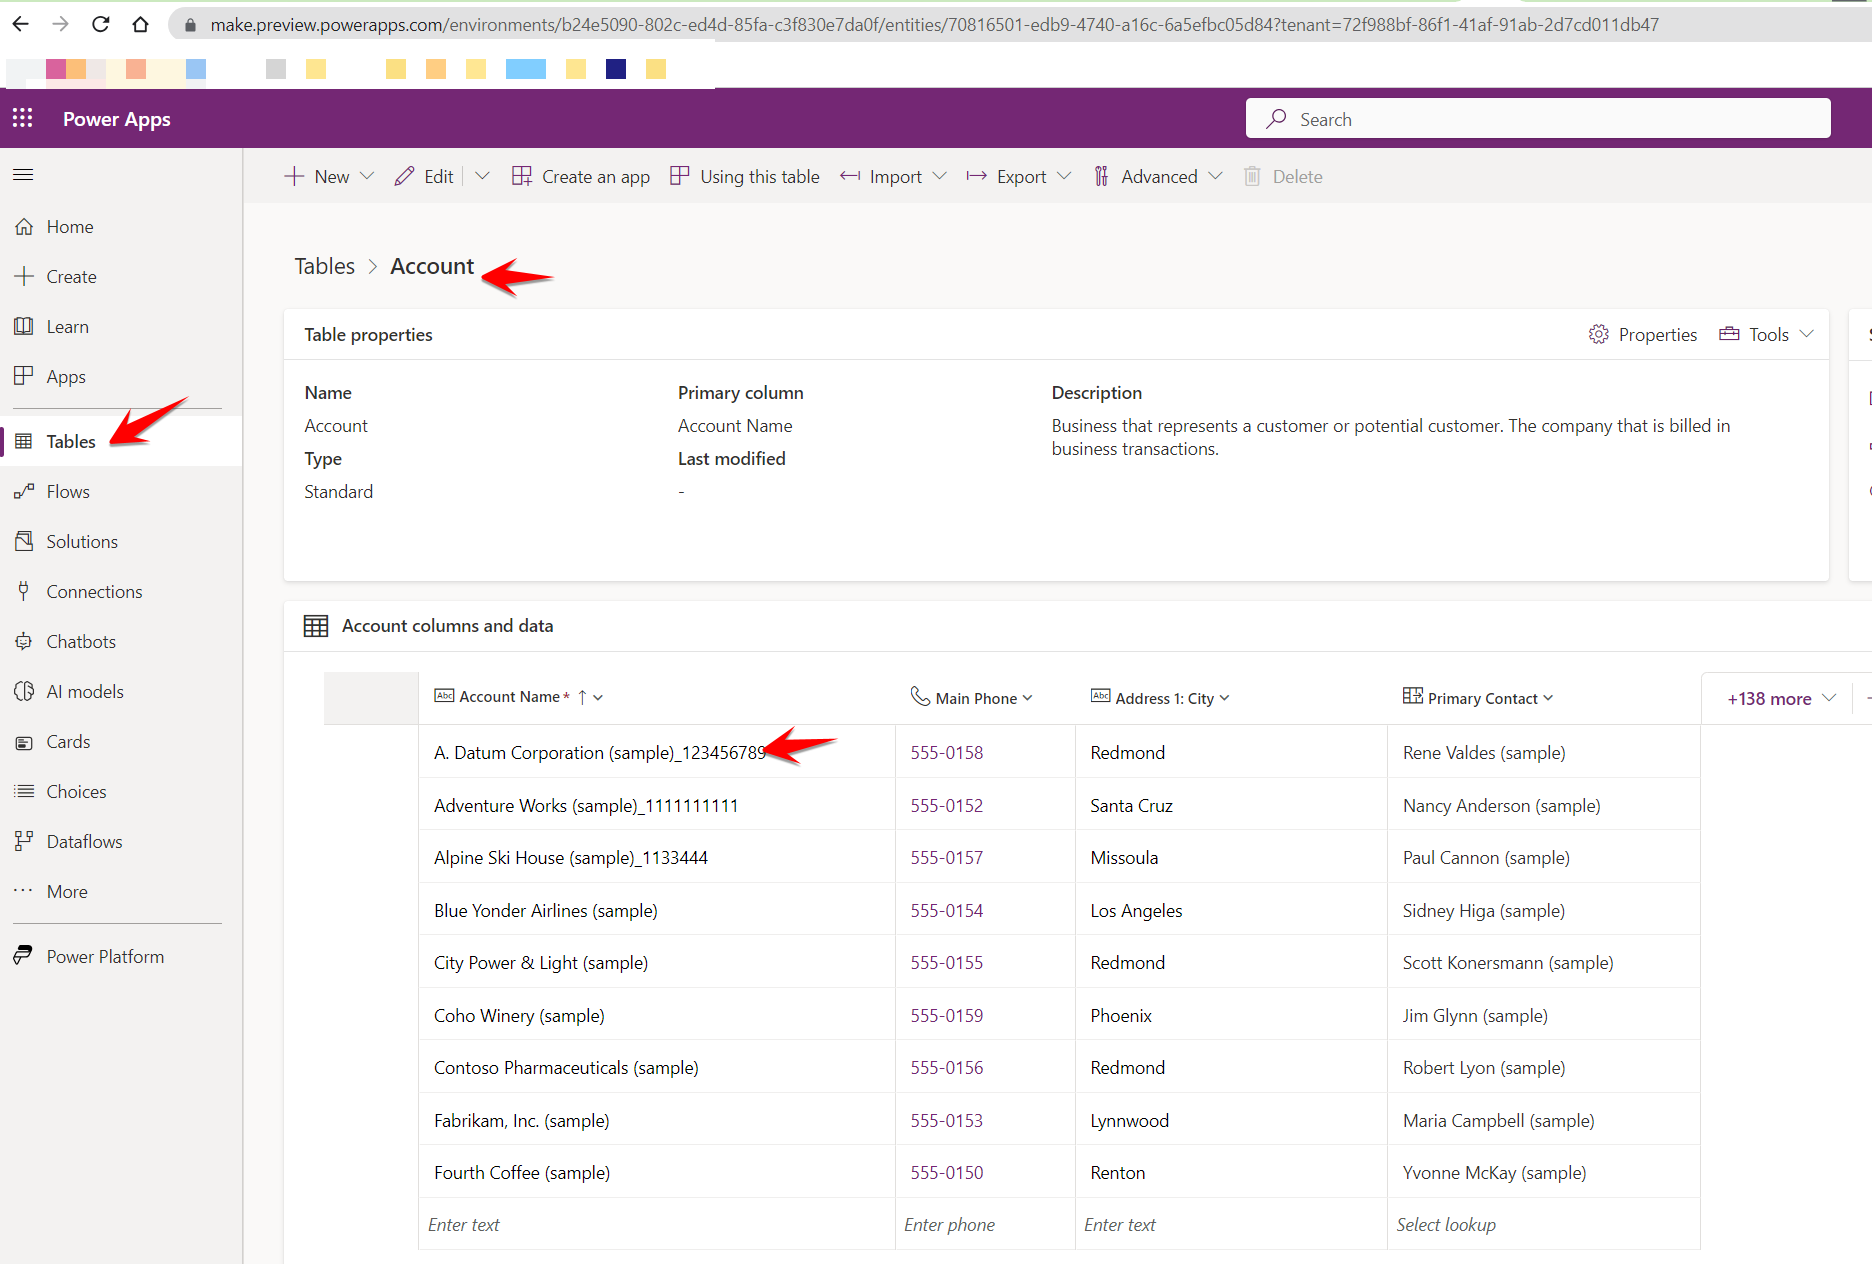 make.preview.powerapps.com/environments/b24e5090-802c-ed4d-85fa-c3f830e7da0f/entities/70816501-edb9-4740-a16c-6a5efbc05d84?tenant=72f988bf-86f1-41af-91ab-2d7cd011db47
Power Apps
Search
New
Edit
Create an app
Using this table
Import
Export
Advanced
Delete
Home
Create
Learn
Apps
Tables
Flows
Solutions
Connections
Chatbots
AI models
Cards
Choices
Dataflows
More
Power Platform
Tables > Account
Table properties
Properties
Tools
Name
Primary column
Description
Account
Account Name
Business that represents a customer or potential customer. The company that is billed in
business transactions.
Type
Last modified
Standard
-
Account columns and data
Abc Account Name * ↑
Main Phone
Abc Address 1: City
Primary Contact
+138 more
A. Datum Corporation (sample)_123456789 555-0158 Redmond Rene Valdes (sample)
Adventure Works (sample)_1111111111 555-0152 Santa Cruz Nancy Anderson (sample)
Alpine Ski House (sample)_1133444 555-0157 Missoula Paul Cannon (sample)
Blue Yonder Airlines (sample) 555-0154 Los Angeles Sidney Higa (sample)
City Power & Light (sample) 555-0155 Redmond Scott Konersmann (sample)
Coho Winery (sample) 555-0159 Phoenix Jim Glynn (sample)
Contoso Pharmaceuticals (sample) 555-0156 Redmond Robert Lyon (sample)
Fabrikam, Inc. (sample) 555-0153 Lynnwood Maria Campbell (sample)
Fourth Coffee (sample) 555-0150 Renton Yvonne McKay (sample)
Enter text Enter phone Enter text Select lookup